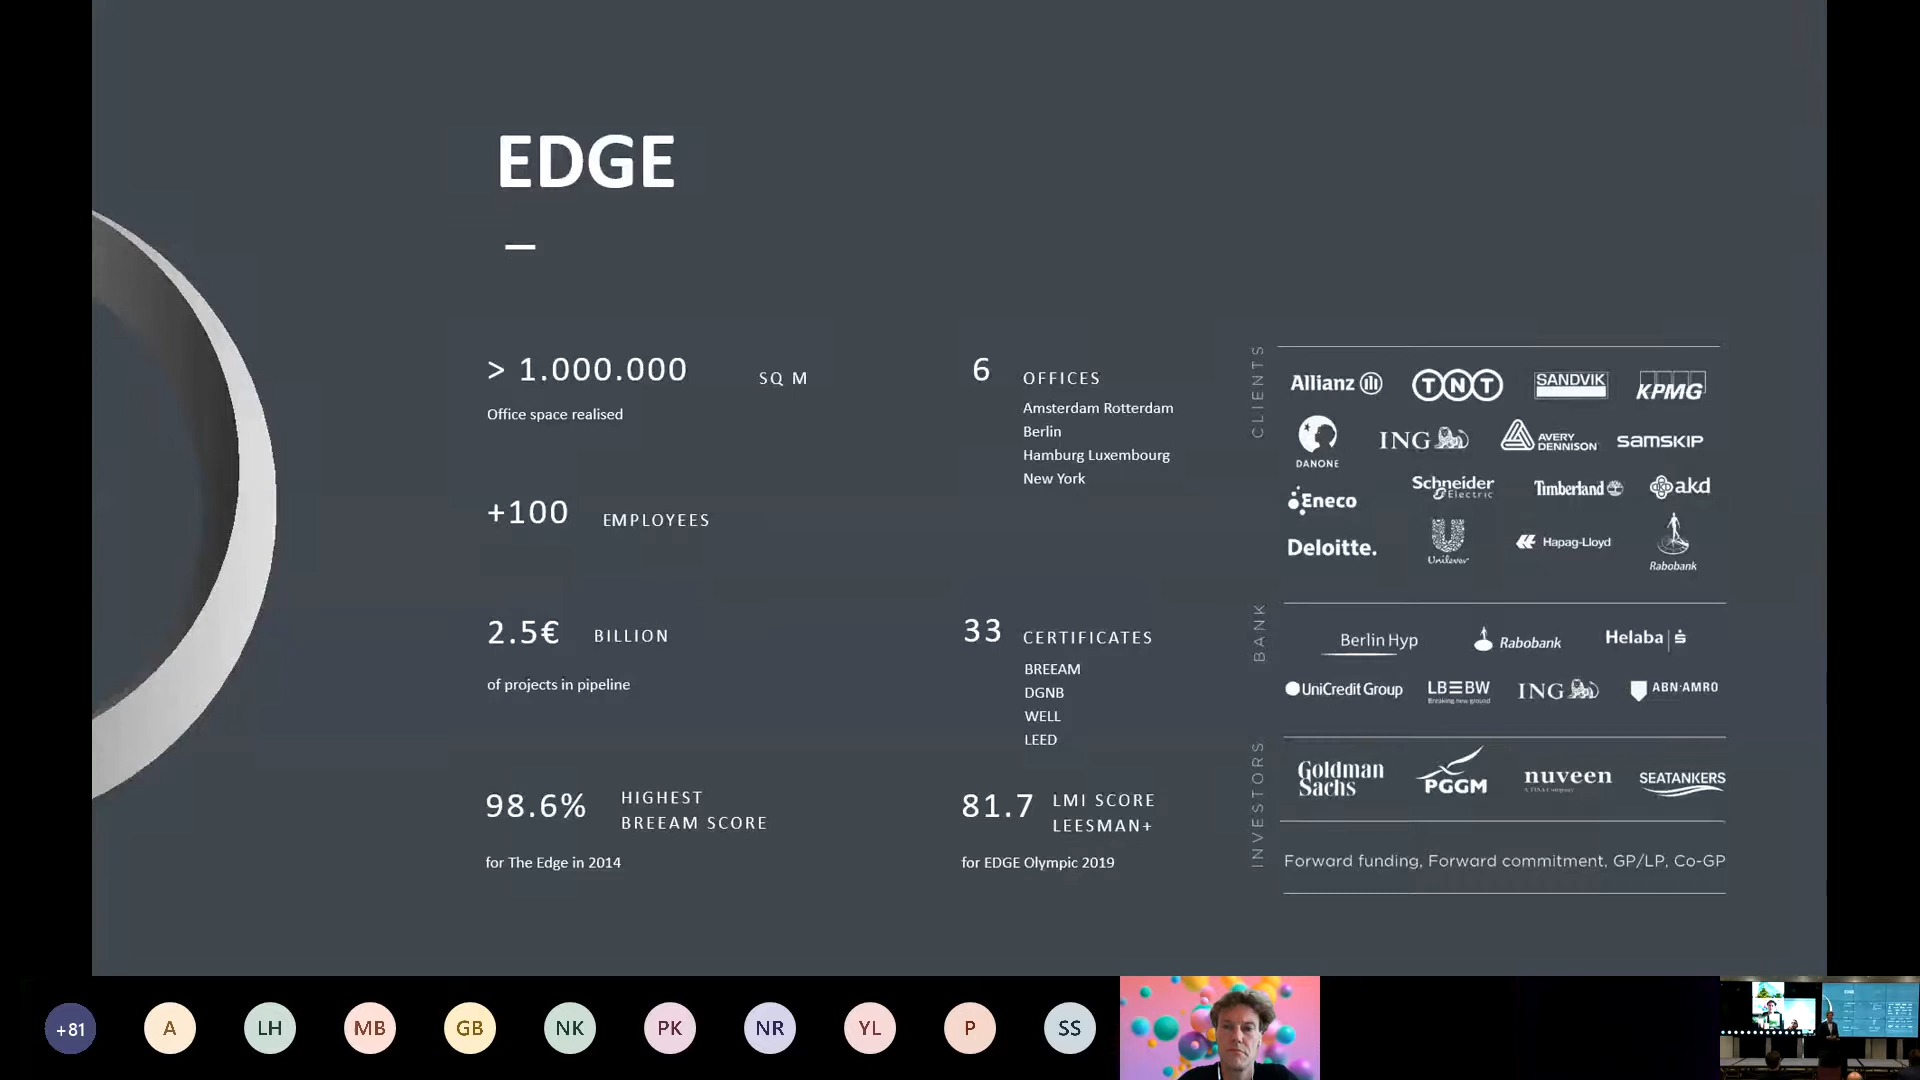 EDGE
> 1.000.000 SQ M
Office space realised
+100 EMPLOYEES
2.5€ BILLION
of projects in pipeline
98.6% HIGHEST
BREEAM SCORE
for The Edge in 2014
6 OFFICES
Amsterdam Rotterdam
Berlin
Hamburg Luxembourg
New York
33 CERTIFICATES
BREEAM
DGNB
WELL
LEED
81.7 LMI SCORE
LEESMAN+
for EDGE Olympic 2019
CLIENTS
Allianz TNT SANDVIK KPMG
DANONE ING AVERY DENNISON SAMSKIP
Eneco Schneider Electric Timberland akd
Deloitte. Unilever Hapag-Lloyd Rabobank
BANK
Berlin Hyp Rabobank Helaba
UniCredit Group LB BW Breaking new ground ING ABN·AMRO
INVESTORS
Goldman Sachs PGGM nuveen SEATANKERS
Forward funding, Forward commitment, GP/LP, Co-GP
+81 A LH MB GB NK PK NR YL P SS